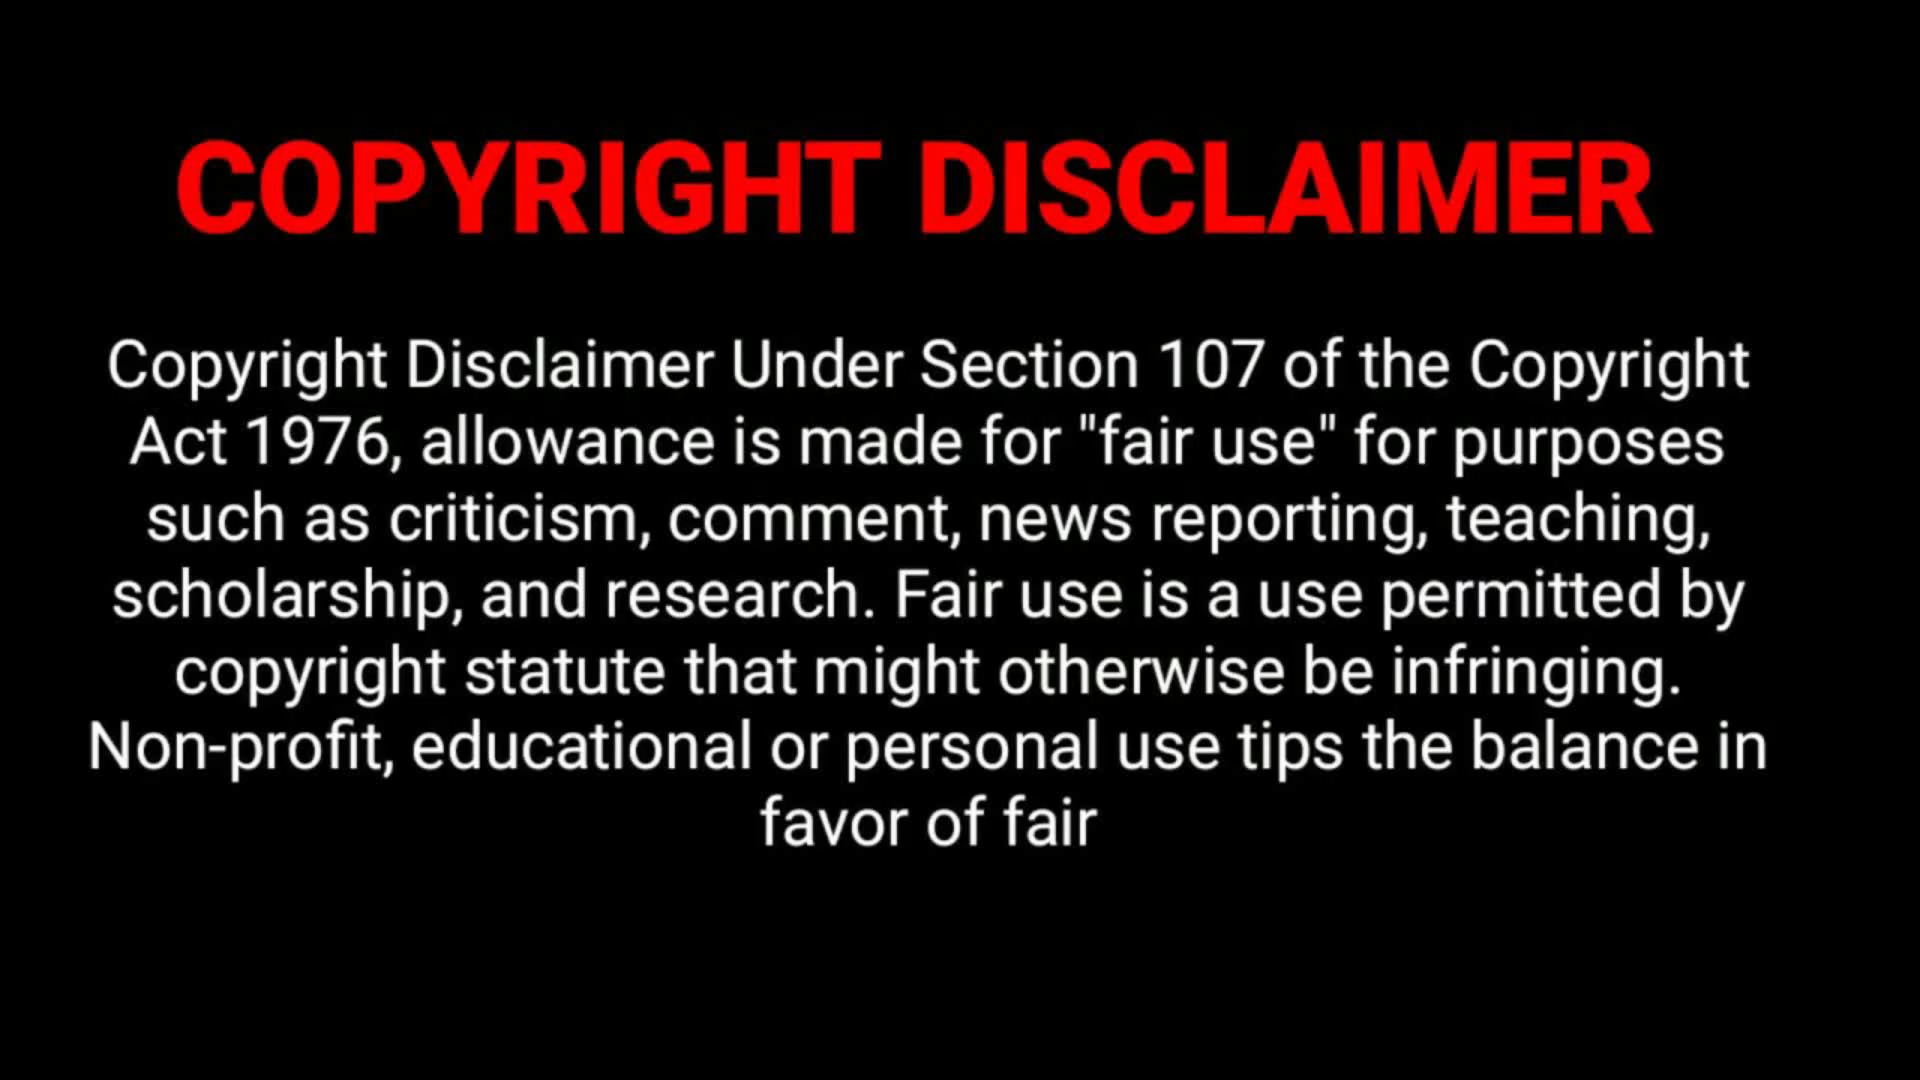 COPYRIGHT DISCLAIMER
Copyright Disclaimer Under Section 107 of the Copyright
Act 1976, allowance is made for "fair use" for purposes
such as criticism, comment, news reporting, teaching,
scholarship, and research. Fair use is a use permitted by
copyright statute that might otherwise be infringing.
Non-profit, educational or personal use tips the balance in
favor of fair